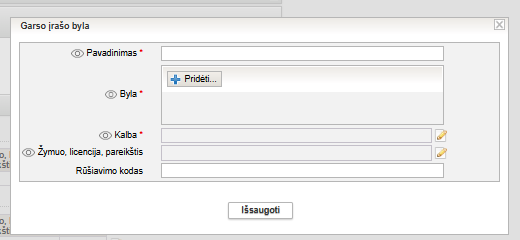 Garso įrašo byla
Pavadinimas *
Pridėti...
Byla *
Kalba *
Žymuo, licencija, pareikštis
Rūšiavimo kodas
Išsaugoti